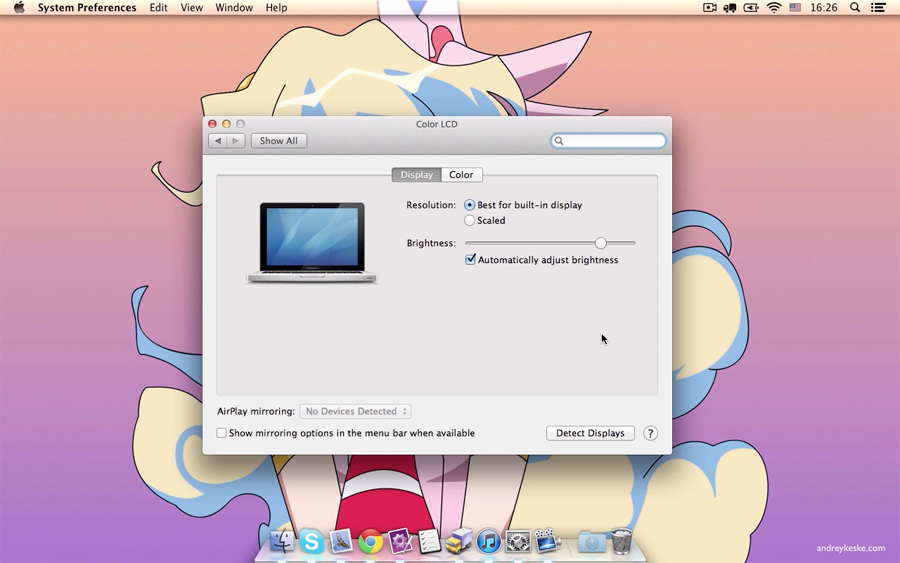 System Preferences Edit View Window Help 16:26
Color LCD
Show All
Display Color
Resolution: Best for built-in display
Scaled
Brightness:
Automatically adjust brightness
AirPlay mirroring: No Devices Detected
Show mirroring options in the menu bar when available
Detect Displays ?
andreykeske.com